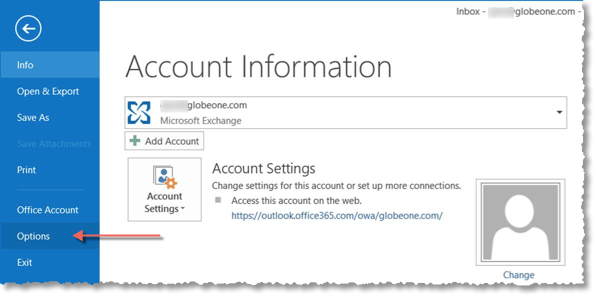 Inbox - @globeone.com -
Info
Open & Export
Save As
Save Attachments
Print
Office Account
Options
Exit
Account Information
globeone.com
Microsoft Exchange
Add Account
Account
Settings
Account Settings
Change settings for this account or set up more connections.
Access this account on the web.
https://outlook.office365.com/owa/globeone.com/
Change